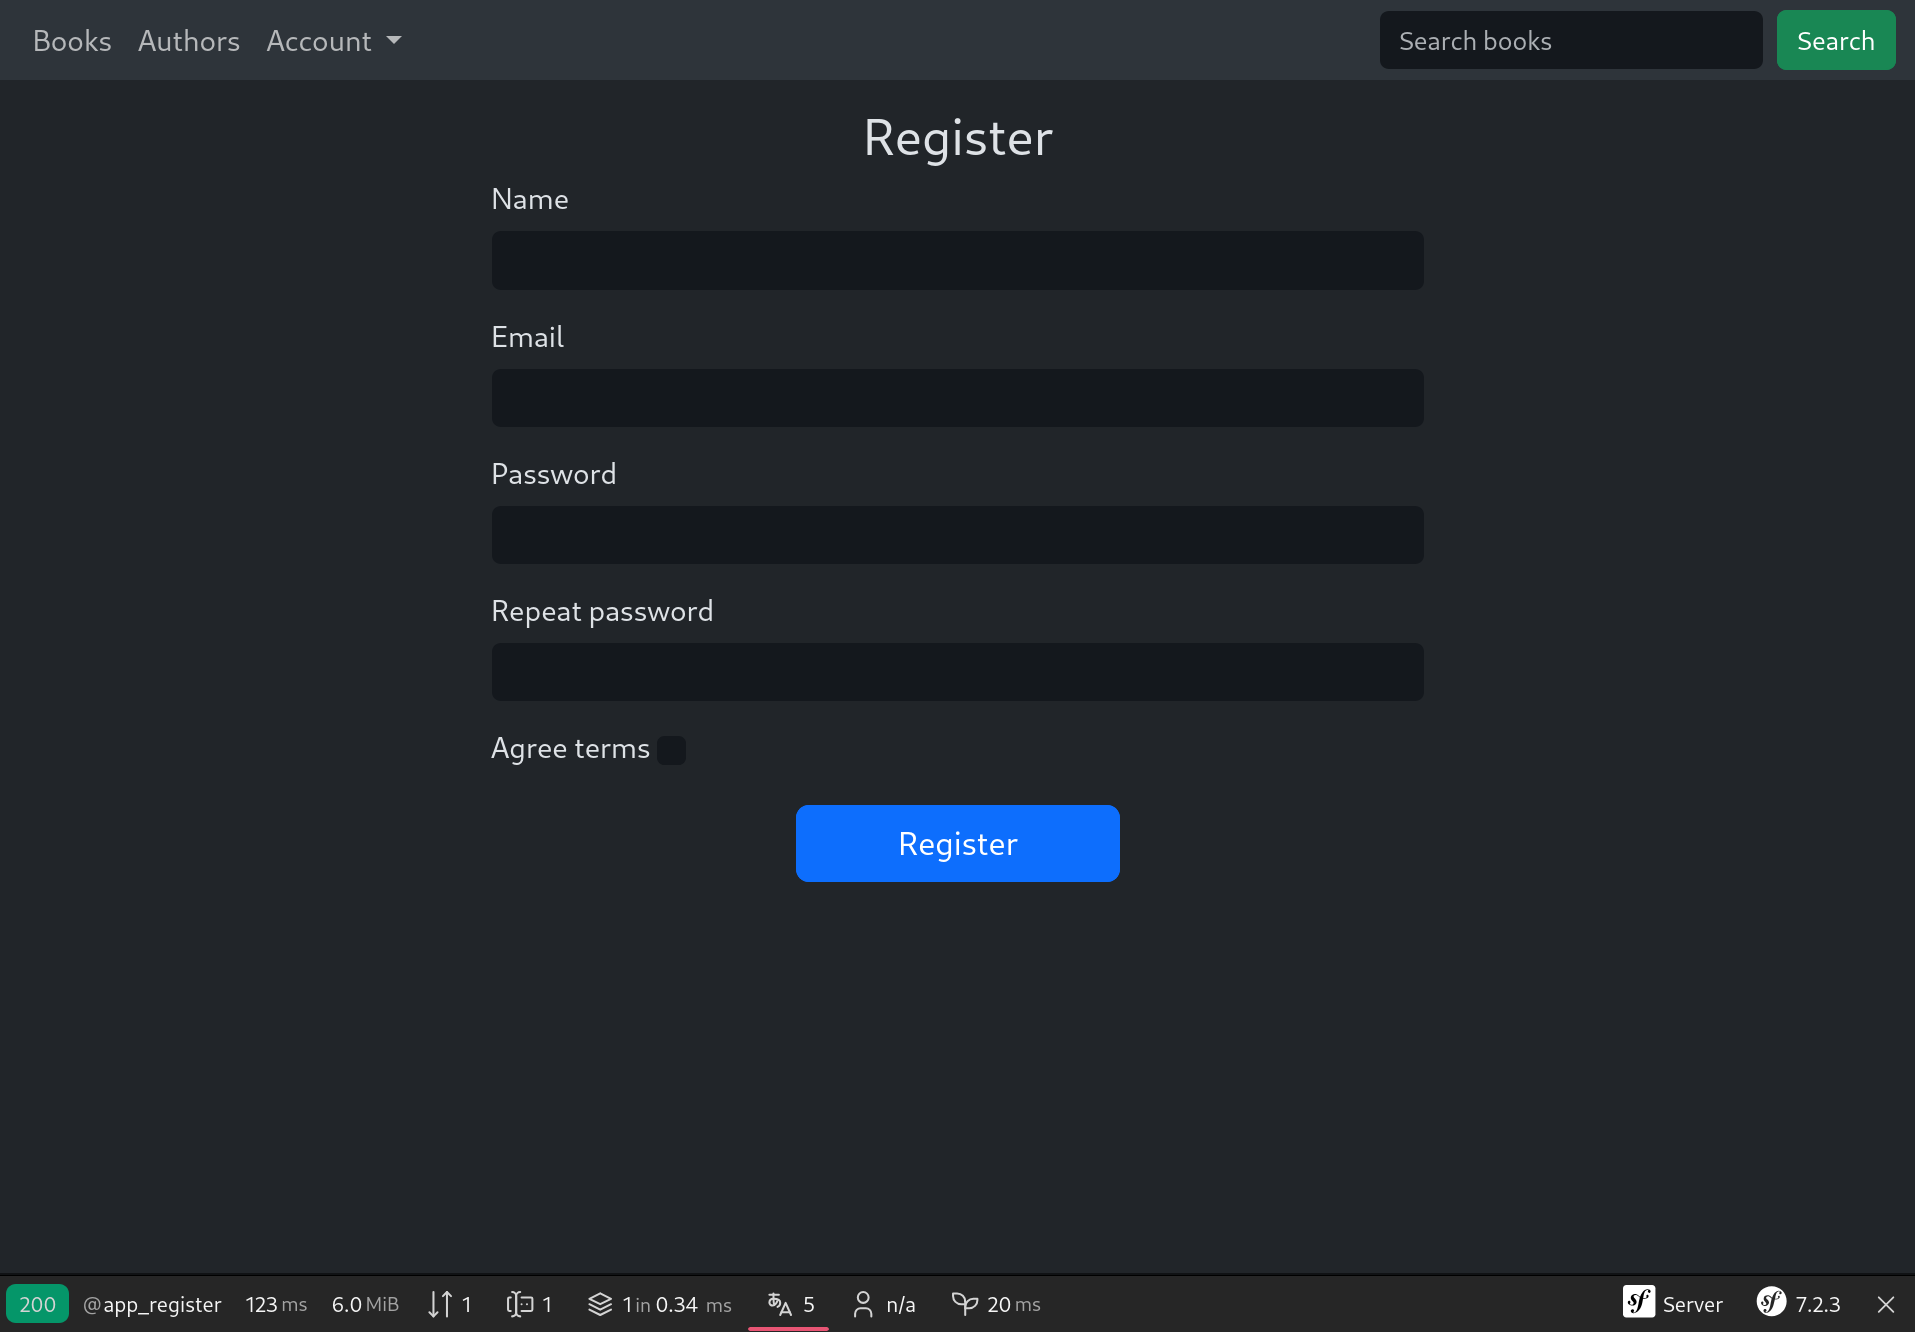 Books Authors Account Search books Search
Register
Name
Email
Password
Repeat password
Agree terms
Register
200 @app_register 123 ms 6.0 MiB 1 1 1 in 0.34 ms 5 n/a 20 ms Server 7.2.3